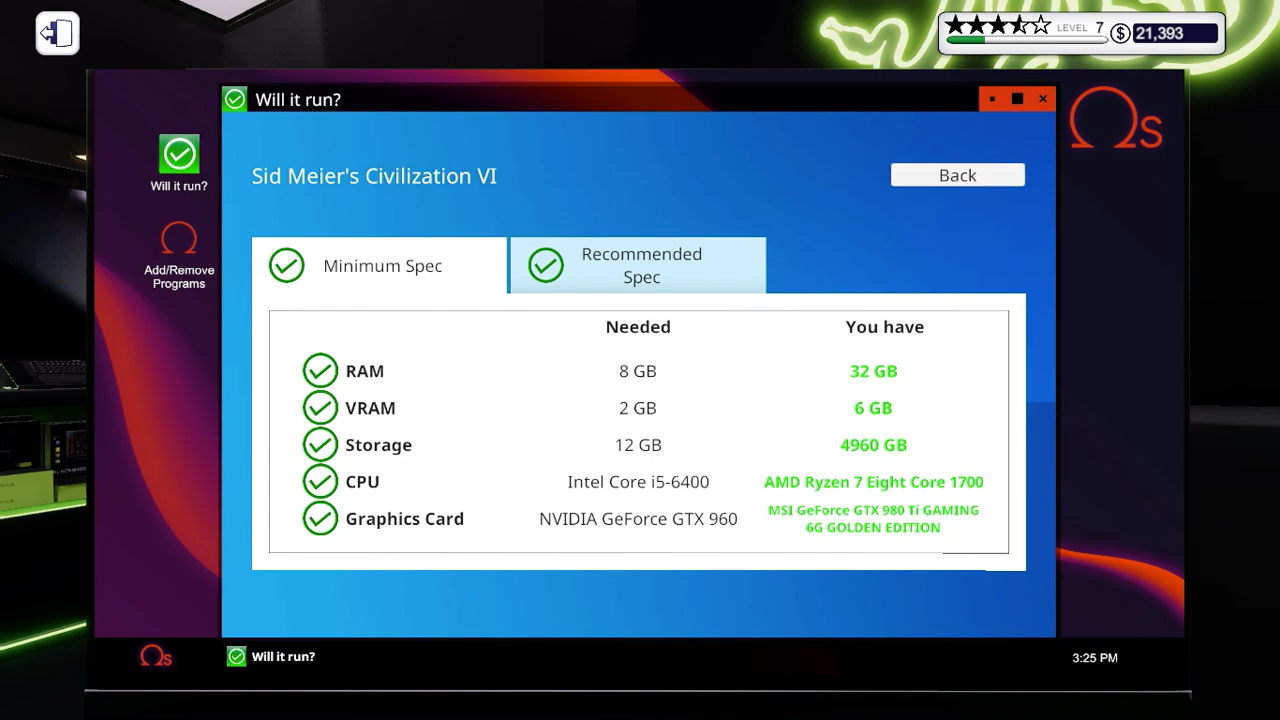 LEVEL 7
$ 21,393
Will it run?
Ωs
Will it run?
Sid Meier's Civilization VI
Back
Add/Remove
Programs
Minimum Spec
Recommended
Spec
Needed
You have
RAM 8 GB 32 GB
VRAM 2 GB 6 GB
Storage 12 GB 4960 GB
CPU Intel Core i5-6400 AMD Ryzen 7 Eight Core 1700
Graphics Card NVIDIA GeForce GTX 960 MSI GeForce GTX 980 Ti GAMING
6G GOLDEN EDITION
Ωs
Will it run?
3:25 PM